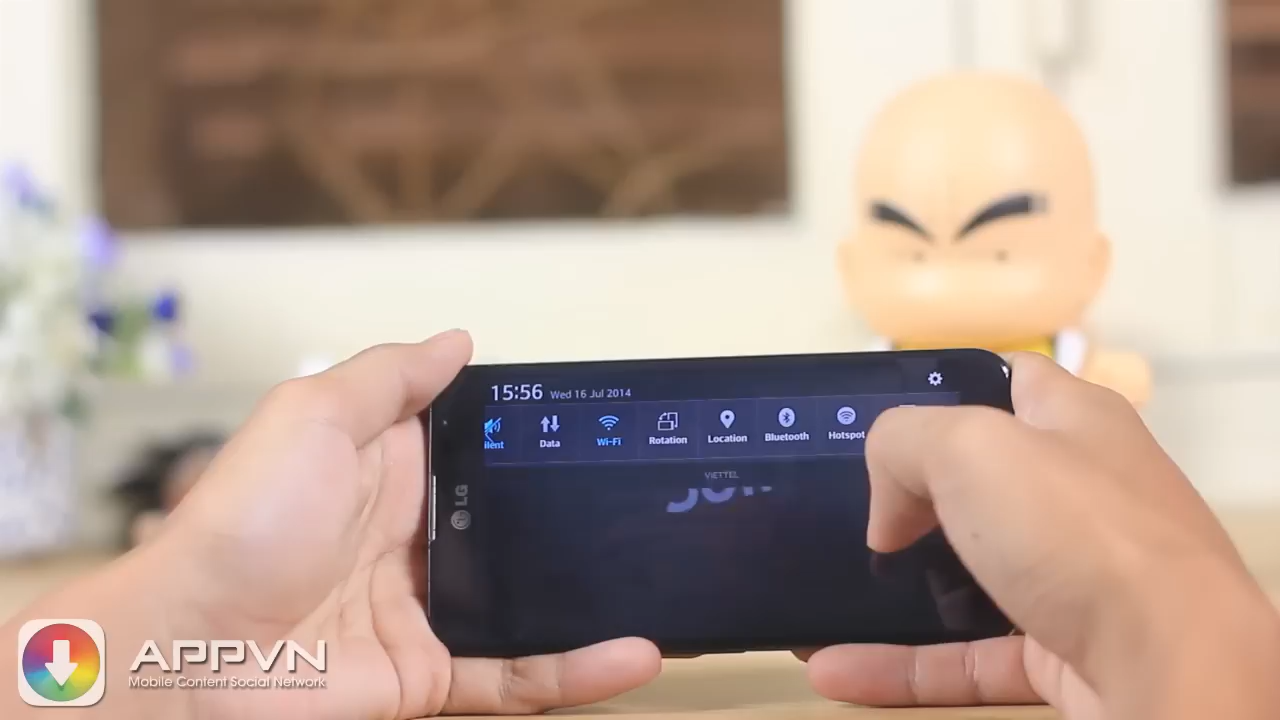 15:56 Wed 16 Jul 2014
ilent Data Wi-Fi Rotation Location Bluetooth Hotspot
VIETTEL
LG
APPVN
Mobile Content Social Network